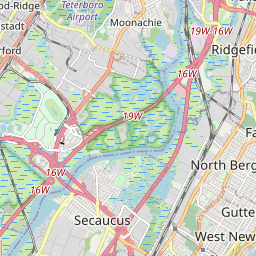 Teterboro
Airport
Moonachie
od-Ridge
rford
stadt
19W
16W
Ridgefie
19W
16W
Fa
North Berg
16W
16W
Secaucus
Gutte
West New